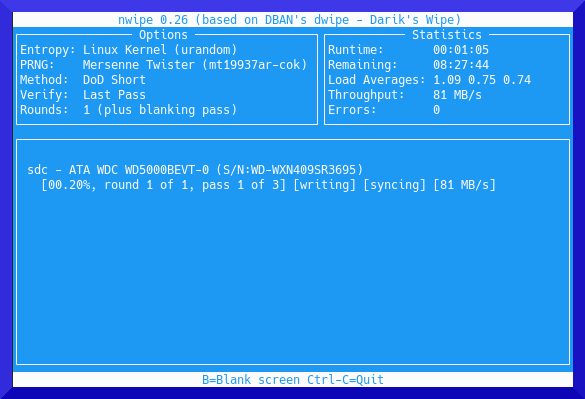 nwipe 0.26 (based on DBAN's dwipe - Darik's Wipe)
Options
Entropy: Linux Kernel (urandom)
PRNG: Mersenne Twister (mt19937ar-cok)
Method: DoD Short
Verify: Last Pass
Rounds: 1 (plus blanking pass)
Statistics
Runtime: 00:01:05
Remaining: 08:27:44
Load Averages: 1.09 0.75 0.74
Throughput: 81 MB/s
Errors: 0
sdc - ATA WDC WD5000BEVT-0 (S/N:WD-WXN409SR3695)
[00.20%, round 1 of 1, pass 1 of 3] [writing] [syncing] [81 MB/s]
B=Blank screen Ctrl-C=Quit